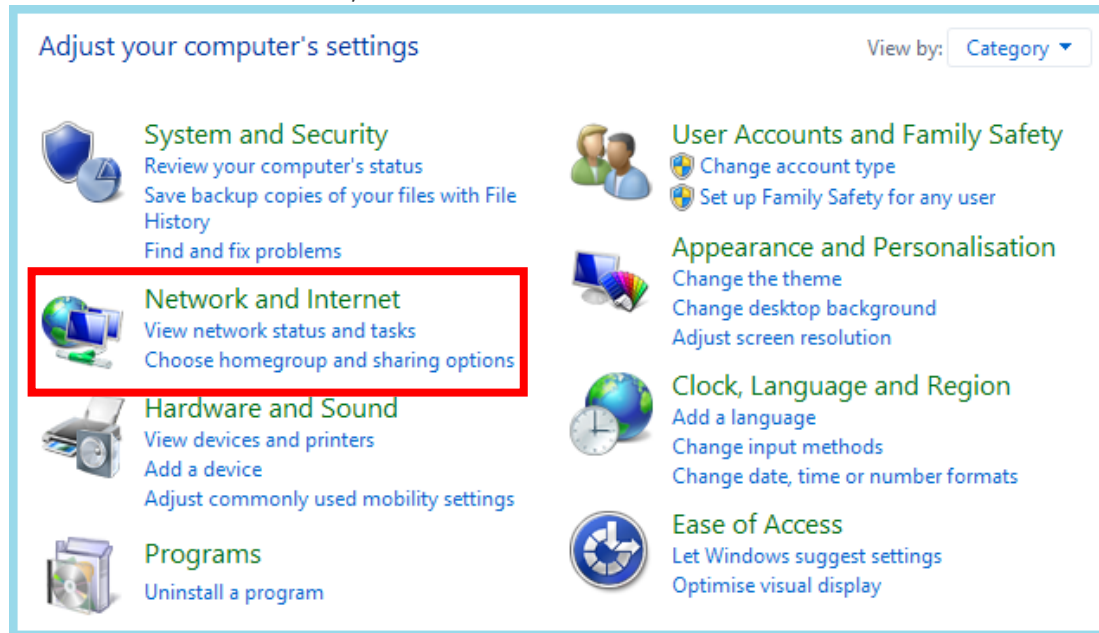 Adjust your computer's settings
View by: Category
System and Security
Review your computer's status
Save backup copies of your files with File
History
Find and fix problems
Network and Internet
View network status and tasks
Choose homegroup and sharing options
Hardware and Sound
View devices and printers
Add a device
Adjust commonly used mobility settings
Programs
Uninstall a program
User Accounts and Family Safety
Change account type
Set up Family Safety for any user
Appearance and Personalisation
Change the theme
Change desktop background
Adjust screen resolution
Clock, Language and Region
Add a language
Change input methods
Change date, time or number formats
Ease of Access
Let Windows suggest settings
Optimise visual display